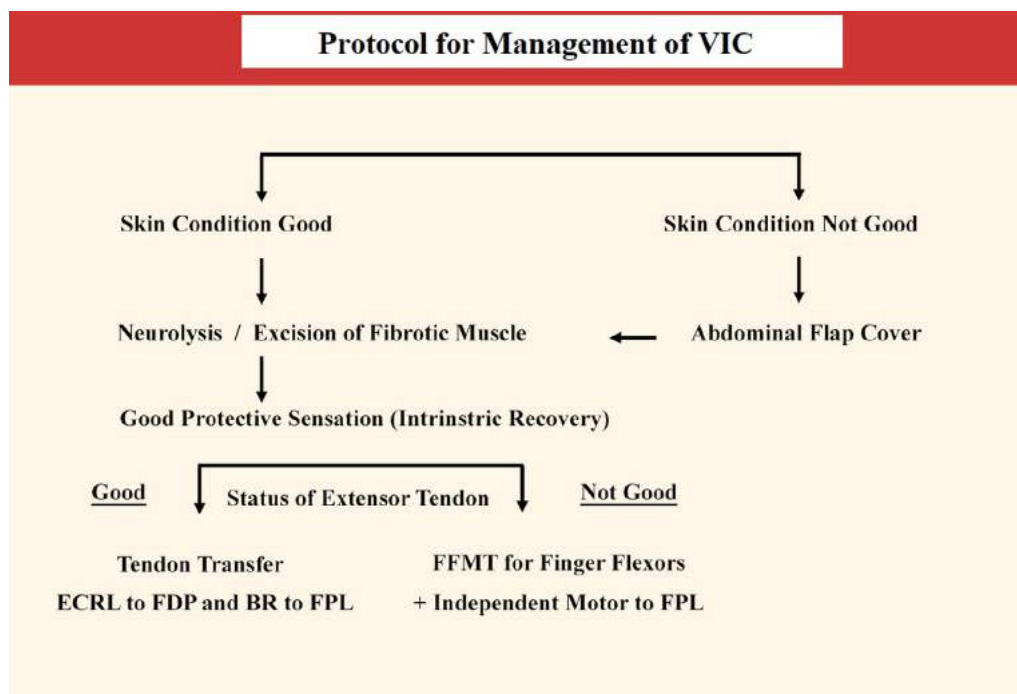 Protocol for Management of VIC
Skin Condition Good
Skin Condition Not Good
Neurolysis / Excision of Fibrotic Muscle
Abdominal Flap Cover
Good Protective Sensation (Intrinstric Recovery)
Good
Status of Extensor Tendon
Not Good
Tendon Transfer
ECRL to FDP and BR to FPL
FFMT for Finger Flexors
+ Independent Motor to FPL